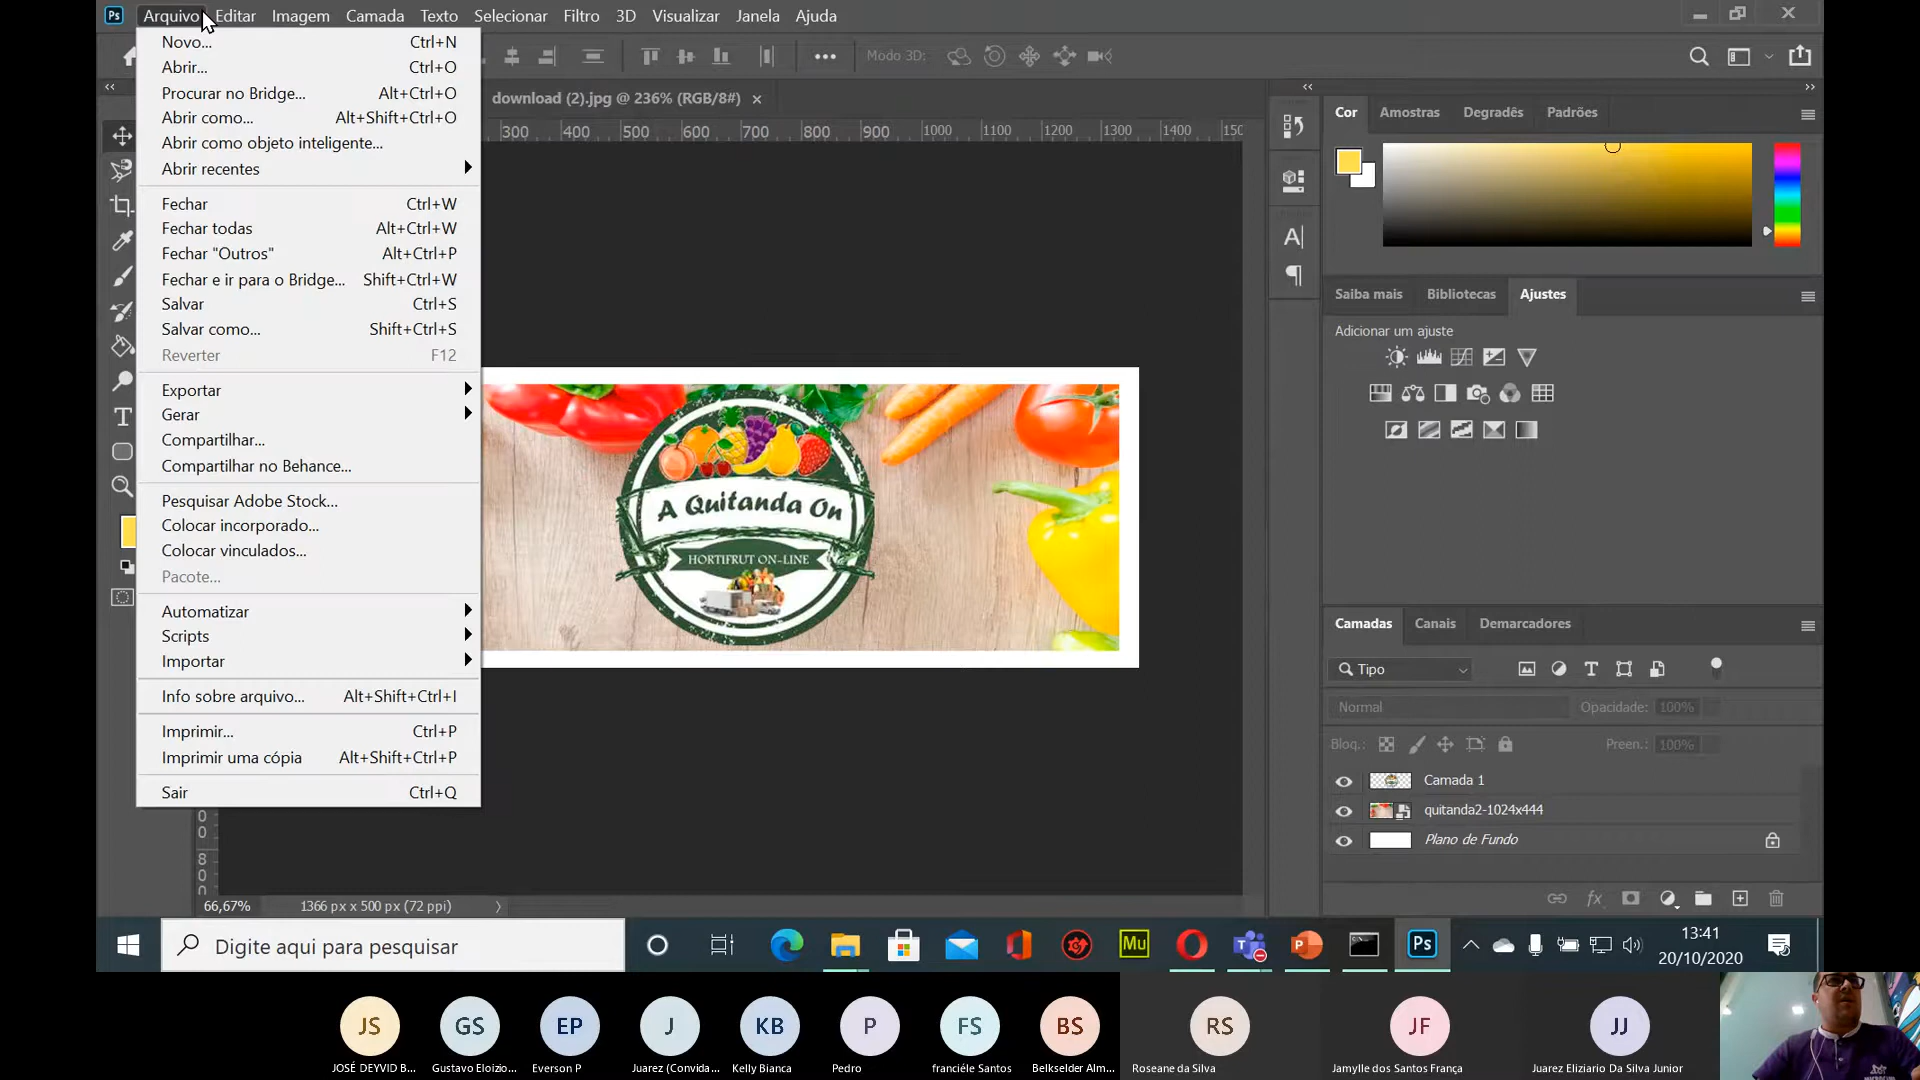 Ps Arquivo Editar Imagem Camada Texto Selecionar Filtro 3D Visualizar Janela Ajuda
Modo 3D:
Novo... Ctrl+N
Abrir... Ctrl+O
Procurar no Bridge... Alt+Ctrl+O
Abrir como... Alt+Shift+Ctrl+O
Abrir como objeto inteligente...
Abrir recentes
Fechar Ctrl+W
Fechar todas Alt+Ctrl+W
Fechar "Outros" Alt+Ctrl+P
Fechar e ir para o Bridge... Shift+Ctrl+W
Salvar Ctrl+S
Salvar como... Shift+Ctrl+S
Reverter F12
Exportar
Gerar
Compartilhar...
Compartilhar no Behance...
Pesquisar Adobe Stock...
Colocar incorporado...
Colocar vinculados...
Pacote...
Automatizar
Scripts
Importar
Info sobre arquivo... Alt+Shift+Ctrl+I
Imprimir... Ctrl+P
Imprimir uma cópia Alt+Shift+Ctrl+P
Sair Ctrl+Q
download (2).jpg @ 236% (RGB/8#)
300 400 500 600 700 800 900 1000 1100 1200 1300 1400 150
A Quitanda On
HORTIFRUT ON-LINE
0
0
8
0
0
66,67% 1366 px x 500 px (72 ppi)
Cor Amostras Degradês Padrões
Saiba mais Bibliotecas Ajustes
Adicionar um ajuste
Camadas Canais Demarcadores
Tipo
Normal Opacidade: 100%
Bloq.: Preen.: 100%
Camada 1
quitanda2-1024x444
Plano de Fundo
fx
Digite aqui para pesquisar
Mu
Ps
13:41
20/10/2020
JS GS EP J KB P FS BS RS JF JJ
JOSÉ DEYVID B... Gustavo Eloizio... Everson P Juarez (Convida... Kelly Bianca Pedro franciéle Santos Belkselder Alm... Roseane da Silva Jamylle dos Santos França Juarez Eliziario Da Silva Junior